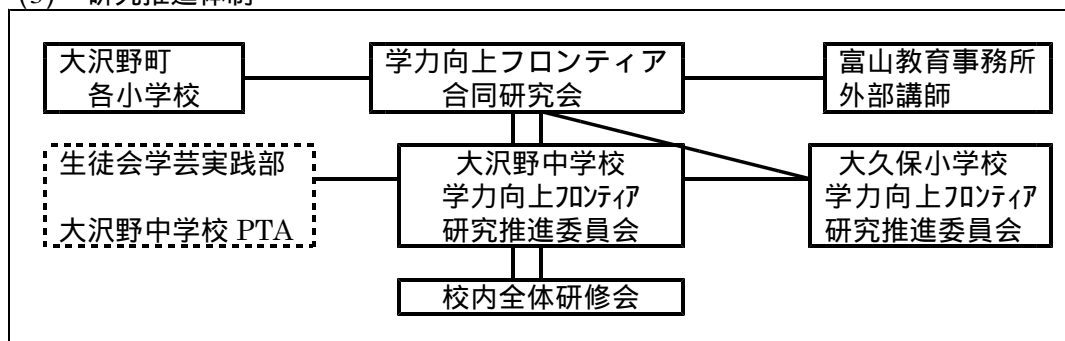 (3) 研究推進体制
大沢野町
各小学校
学力向上フロンティア
合同研究会
富山教育事務所
外部講師
生徒会学芸実践部
大沢野中学校 PTA
大沢野中学校
学力向上ﾌﾛﾝﾃｨｱ
研究推進委員会
大久保小学校
学力向上ﾌﾛﾝﾃｨｱ
研究推進委員会
校内全体研修会